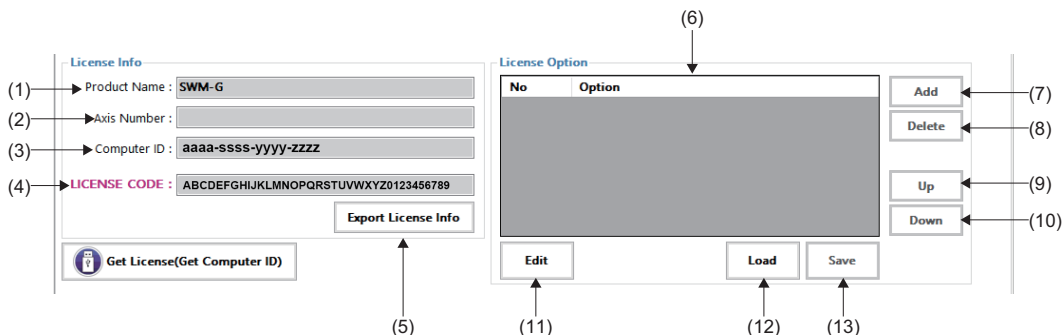 (6)
License Info
License Option
(1) Product Name : SWM-G
No Option
Add (7)
(2) Axis Number :
Delete (8)
(3) Computer ID : aaaa-ssss-yyyy-zzzz
(4) LICENSE CODE : ABCDEFGHIJKLMNOPQRSTUVWXYZ0123456789
Up (9)
Export License Info
Down (10)
Get License(Get Computer ID)
Edit
Load
Save
(5)
(11)
(12)
(13)